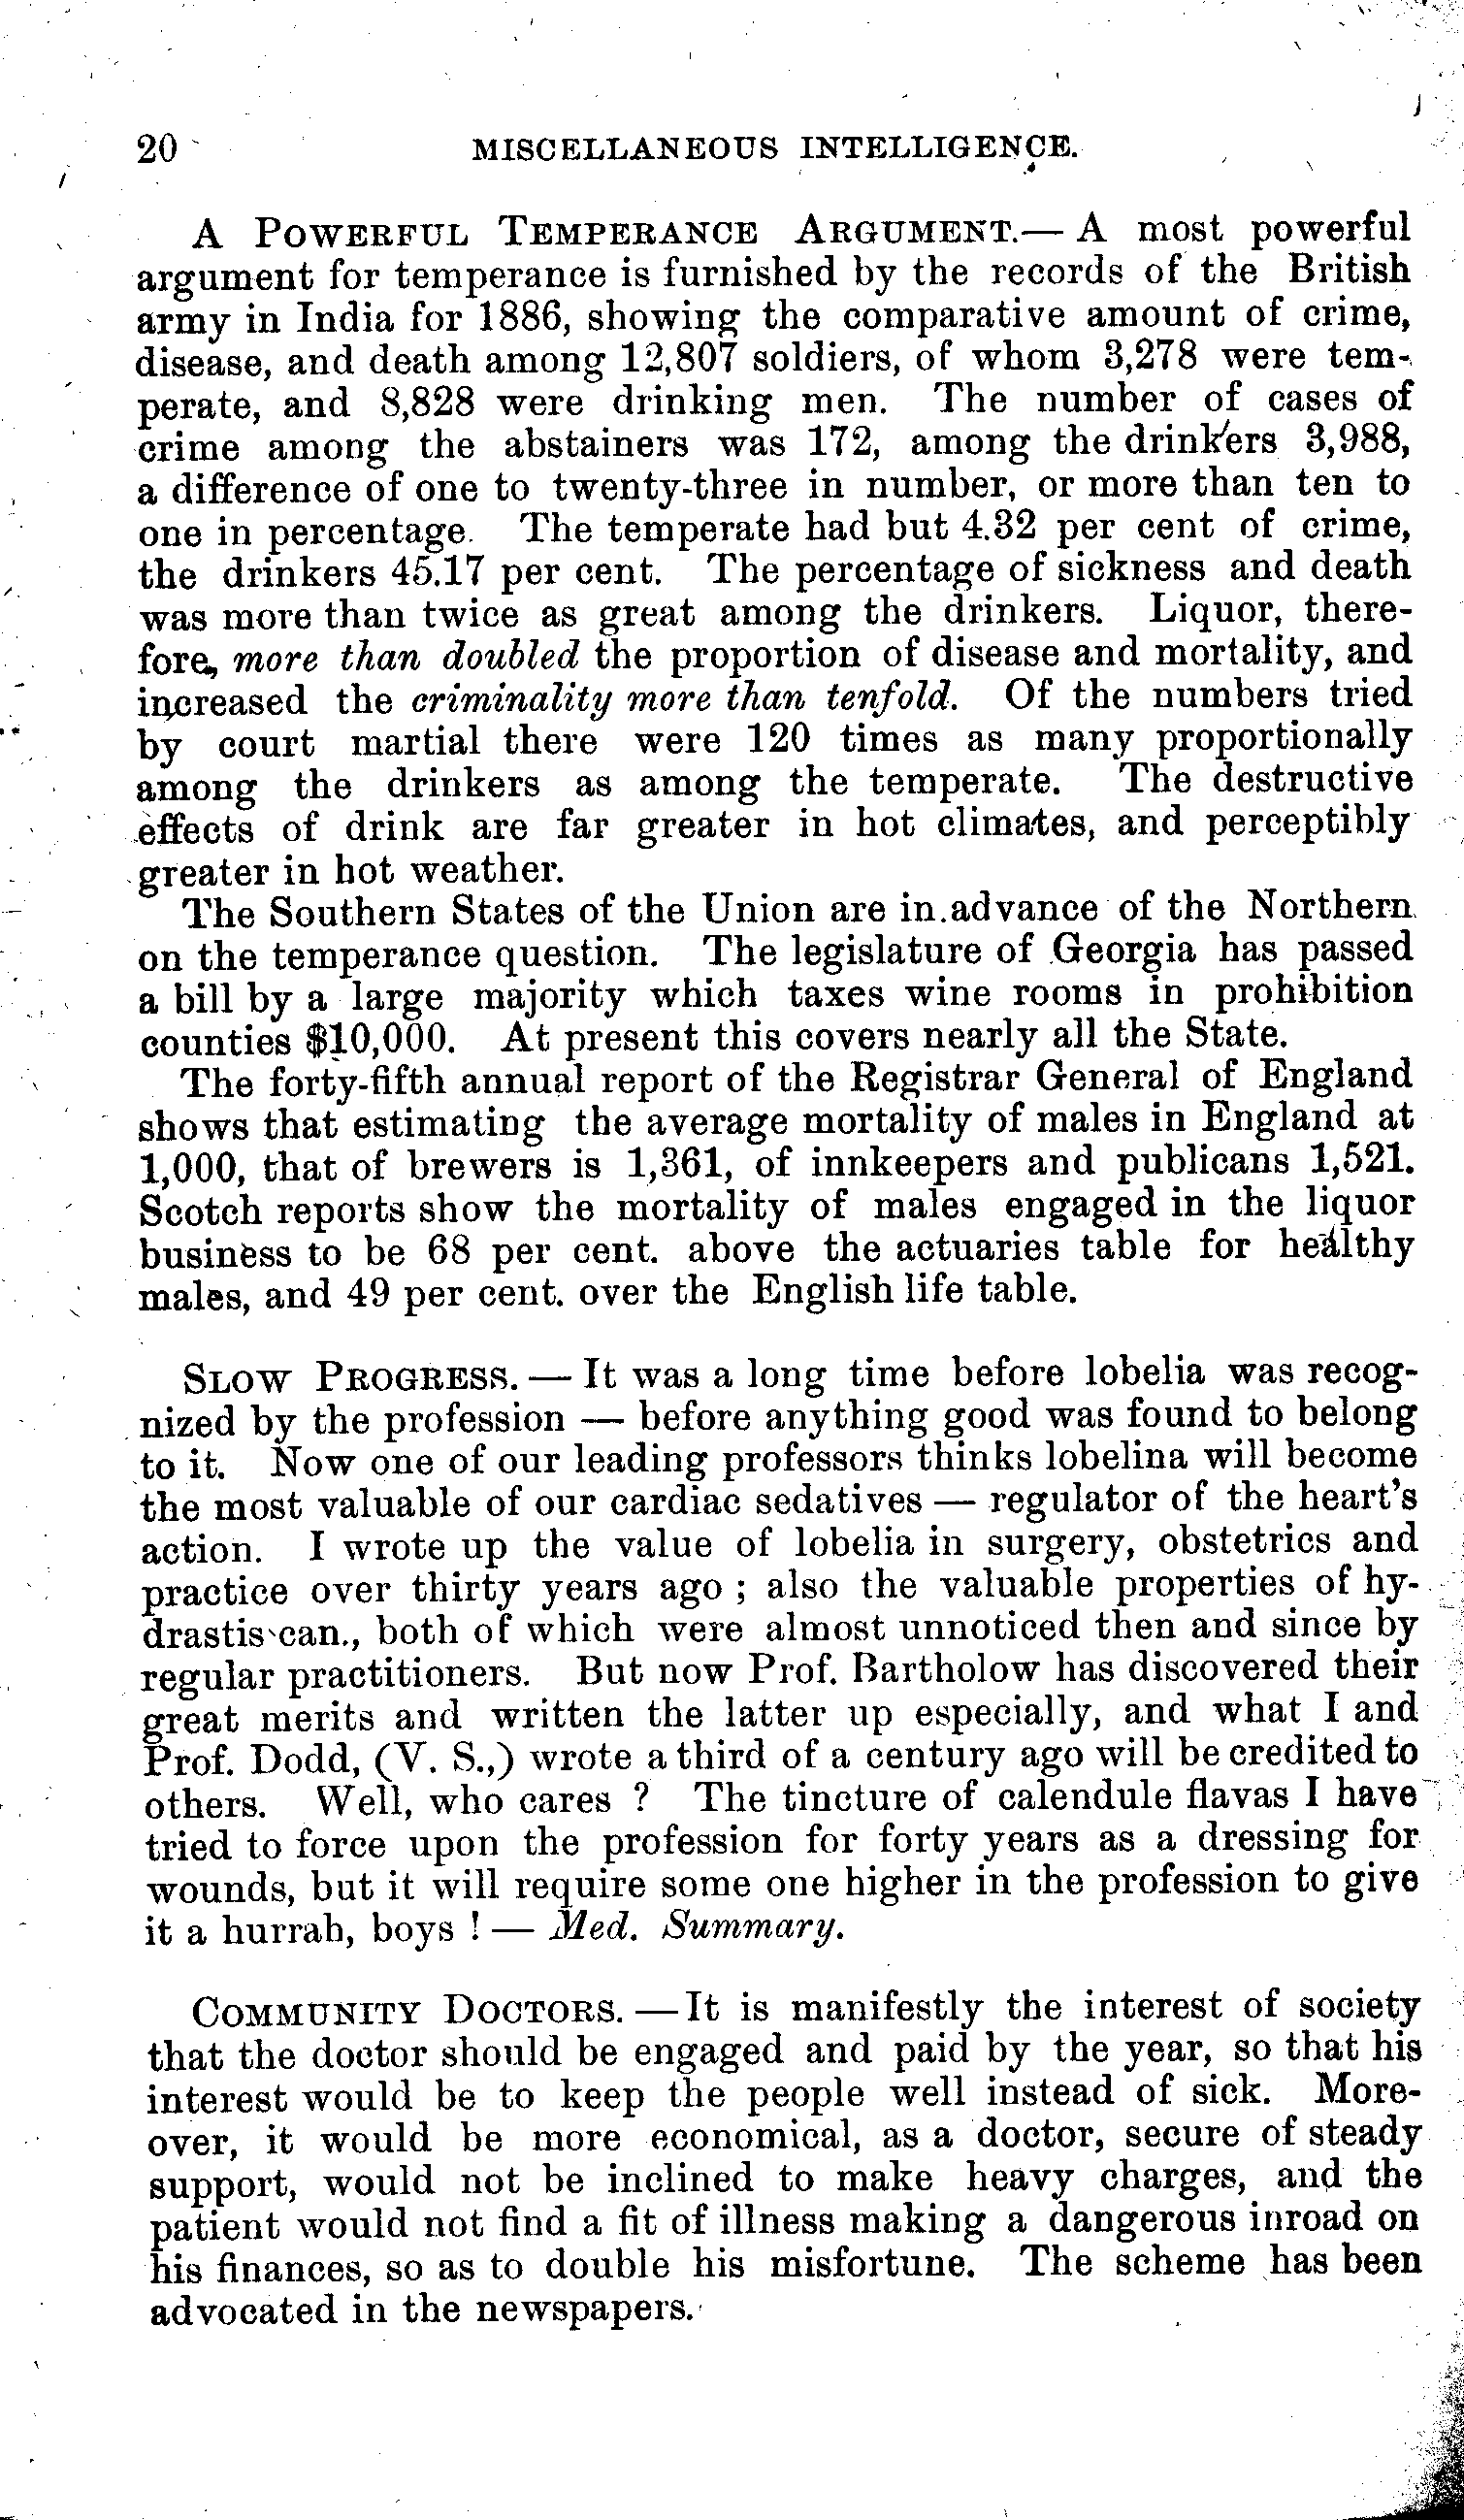 20 MISCELLANEOUS INTELLIGENCE.
A POWERFUL TEMPERANCE ARGUMENT.— A most powerful
argument for temperance is furnished by the records of the British
army in India for 1886, showing the comparative amount of crime,
disease, and death among 12,807 soldiers, of whom 3,278 were tem-
perate, and 8,828 were drinking men. The number of cases of
crime among the abstainers was 172, among the drinkers 3,988,
a difference of one to twenty-three in number, or more than ten to
one in percentage. The temperate had but 4.32 per cent of crime,
the drinkers 45.17 per cent. The percentage of sickness and death
was more than twice as great among the drinkers. Liquor, there-
fore, more than doubled the proportion of disease and mortality, and
increased the criminality more than tenfold. Of the numbers tried
by court martial there were 120 times as many proportionally
among the drinkers as among the temperate. The destructive
effects of drink are far greater in hot climates, and perceptibly
greater in hot weather.
The Southern States of the Union are in advance of the Northern
on the temperance question. The legislature of Georgia has passed
a bill by a large majority which taxes wine rooms in prohibition
counties $10,000. At present this covers nearly all the State.
The forty-fifth annual report of the Registrar General of England
shows that estimating the average mortality of males in England at
1,000, that of brewers is 1,361, of innkeepers and publicans 1,521.
Scotch reports show the mortality of males engaged in the liquor
business to be 68 per cent. above the actuaries table for healthy
males, and 49 per cent. over the English life table.
SLOW PROGRESS. — It was a long time before lobelia was recog-
nized by the profession — before anything good was found to belong
to it. Now one of our leading professors thinks lobelina will become
the most valuable of our cardiac sedatives — regulator of the heart's
action. I wrote up the value of lobelia in surgery, obstetrics and
practice over thirty years ago ; also the valuable properties of hy-
drastis can., both of which were almost unnoticed then and since by
regular practitioners. But now Prof. Bartholow has discovered their
great merits and written the latter up especially, and what I and
Prof. Dodd, (V. S.,) wrote a third of a century ago will be credited to
others. Well, who cares ? The tincture of calendule flavas I have
tried to force upon the profession for forty years as a dressing for
wounds, but it will require some one higher in the profession to give
it a hurrah, boys ! — Med. Summary.
COMMUNITY DOCTORS. — It is manifestly the interest of society
that the doctor should be engaged and paid by the year, so that his
interest would be to keep the people well instead of sick. More-
over, it would be more economical, as a doctor, secure of steady
support, would not be inclined to make heavy charges, and the
patient would not find a fit of illness making a dangerous inroad on
his finances, so as to double his misfortune. The scheme has been
advocated in the newspapers.